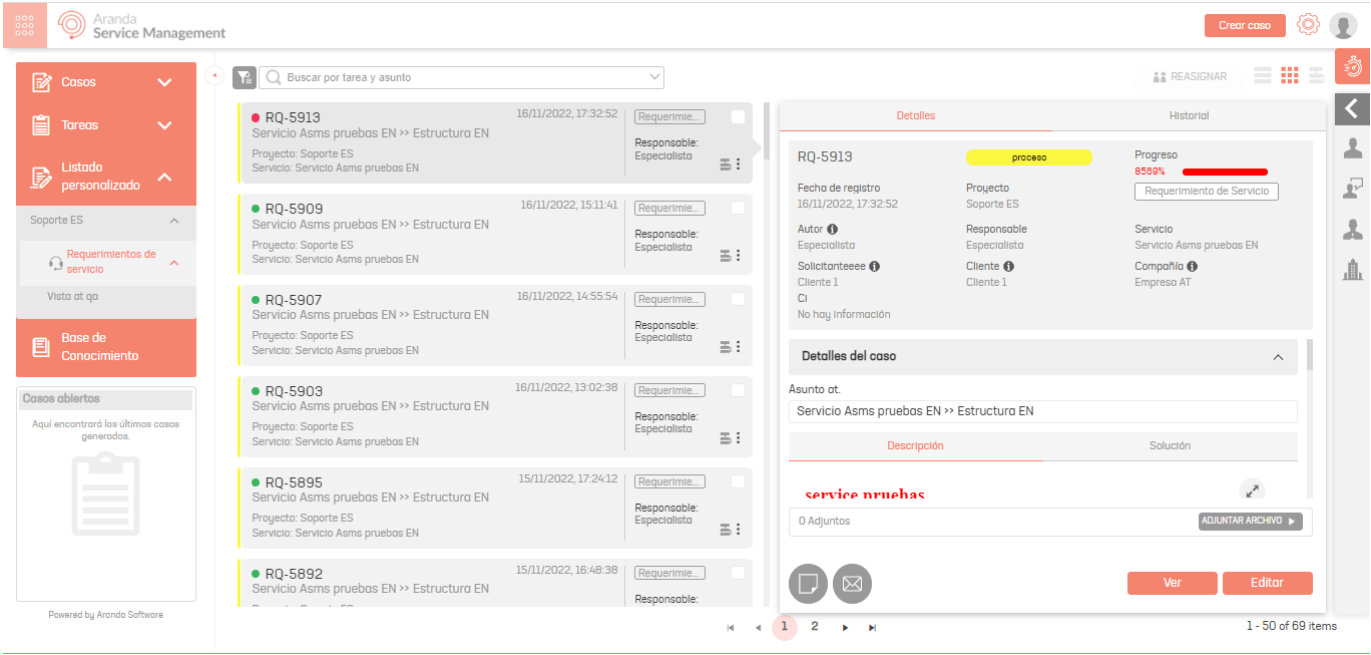 Aranda
Service Management
Crear caso
Casos
Tareas
Listado
personalizado
Soporte ES
Requerimientos de
servicio
Vista at qa
Base de
Conocimiento
Casos abiertos
Aquí encontrará los últimos casos
generados.
Powered by Aranda Software
Buscar por tarea y asunto
REASIGNAR
RQ-5913
16/11/2022, 17:32:52
Requerimie...
Servicio Asms pruebas EN >> Estructura EN
Responsable:
Especialista
Proyecto: Soporte ES
Servicio: Servicio Asms pruebas EN
RQ-5909
16/11/2022, 15:11:41
Requerimie...
Servicio Asms pruebas EN >> Estructura EN
Responsable:
Especialista
Proyecto: Soporte ES
Servicio: Servicio Asms pruebas EN
RQ-5907
16/11/2022, 14:55:54
Requerimie...
Servicio Asms pruebas EN >> Estructura EN
Responsable:
Especialista
Proyecto: Soporte ES
Servicio: Servicio Asms pruebas EN
RQ-5903
16/11/2022, 13:02:38
Requerimie...
Servicio Asms pruebas EN >> Estructura EN
Responsable:
Especialista
Proyecto: Soporte ES
Servicio: Servicio Asms pruebas EN
RQ-5895
15/11/2022, 17:24:12
Requerimie...
Servicio Asms pruebas EN >> Estructura EN
Responsable:
Especialista
Proyecto: Soporte ES
Servicio: Servicio Asms pruebas EN
RQ-5892
15/11/2022, 16:48:38
Requerimie...
Servicio Asms pruebas EN >> Estructura EN
Responsable:
Detalles
Historial
RQ-5913
proceso
Progreso
8569%
Fecha de registro
16/11/2022, 17:32:52
Proyecto
Soporte ES
Requerimiento de Servicio
Autor
Especialista
Responsable
Especialista
Servicio
Servicio Asms pruebas EN
Solicitanteeee
Cliente 1
Cliente
Cliente 1
Compañía
Empresa AT
CI
No hay información
Detalles del caso
Asunto at.
Servicio Asms pruebas EN >> Estructura EN
Descripción
Solución
service pruebas
0 Adjuntos
ADJUNTAR ARCHIVO
Ver
Editar
1
2
1 - 50 of 69 items